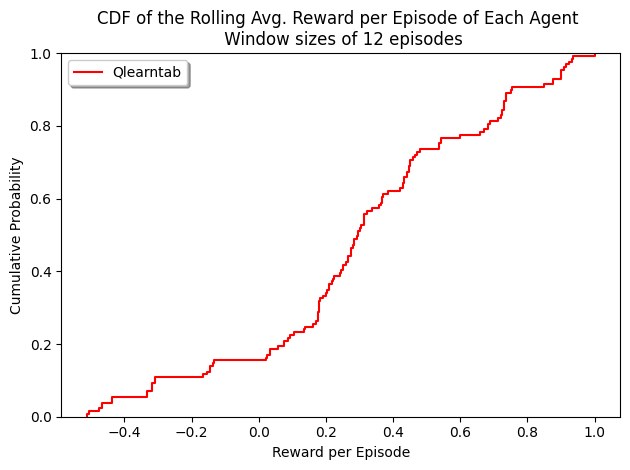 CDF of the Rolling Avg. Reward per Episode of Each Agent
Window sizes of 12 episodes
Qlearntab
Cumulative Probability
1.0
0.8
0.6
0.4
0.2
0.0
−0.4 −0.2 0.0 0.2 0.4 0.6 0.8 1.0
Reward per Episode